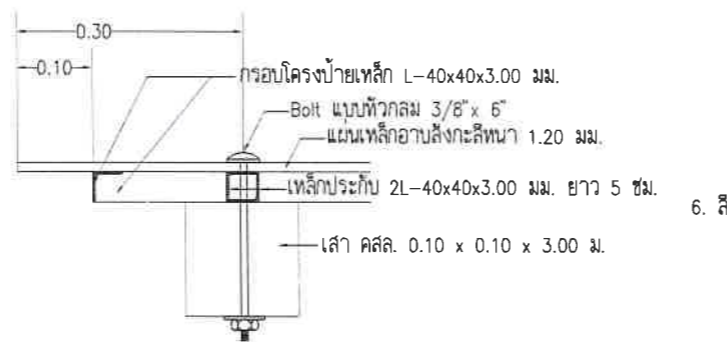 0.30
0.10
กรอบโครงป้ายเหล็ก L-40x40x3.00 มม.
Bolt แบบหัวกลม 3/8"x 6"
แผ่นเหล็กอาบสังกะสีหนา 1.20 มม.
เหล็กประกับ 2L-40x40x3.00 มม. ยาว 5 ซม.
6. สี
เสา คสล. 0.10 x 0.10 x 3.00 ม.